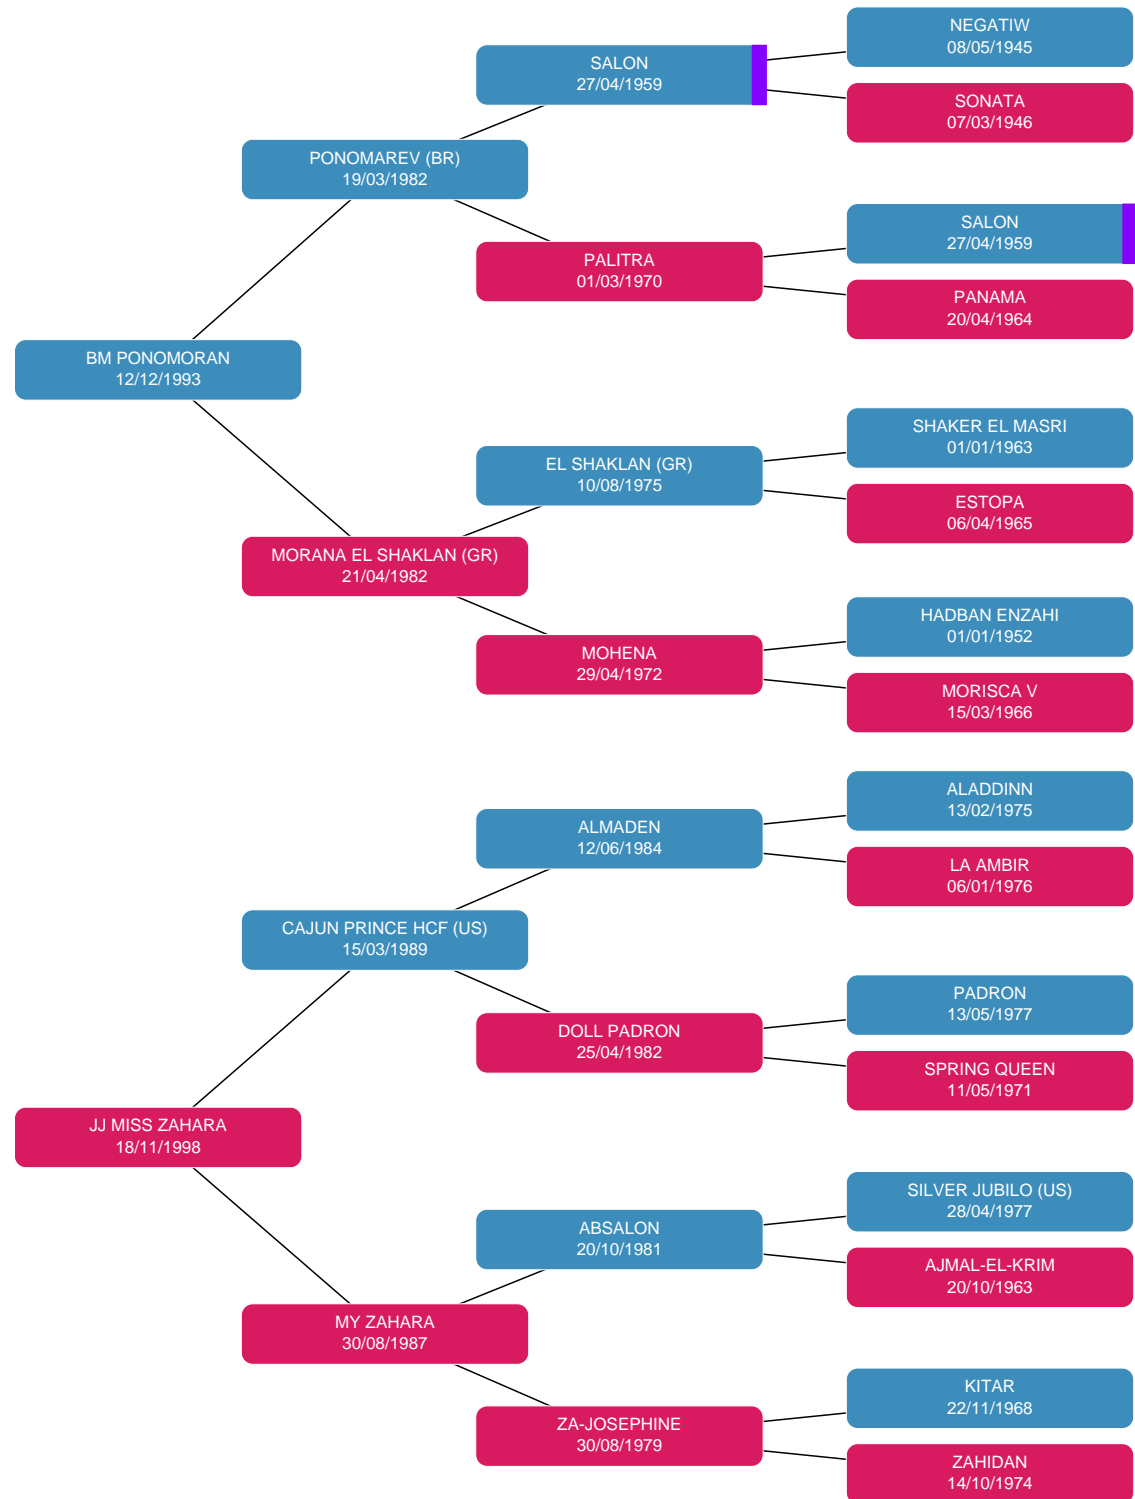 NEGATIW
08/05/1945
SALON
27/04/1959
SONATA
07/03/1946
PONOMAREV (BR)
19/03/1982
SALON
27/04/1959
PALITRA
01/03/1970
PANAMA
20/04/1964
BM PONOMORAN
12/12/1993
SHAKER EL MASRI
01/01/1963
EL SHAKLAN (GR)
10/08/1975
ESTOPA
06/04/1965
MORANA EL SHAKLAN (GR)
21/04/1982
HADBAN ENZAHI
01/01/1952
MOHENA
29/04/1972
MORISCA V
15/03/1966
ALADDINN
13/02/1975
ALMADEN
12/06/1984
LA AMBIR
06/01/1976
CAJUN PRINCE HCF (US)
15/03/1989
PADRON
13/05/1977
DOLL PADRON
25/04/1982
SPRING QUEEN
11/05/1971
JJ MISS ZAHARA
18/11/1998
SILVER JUBILO (US)
28/04/1977
ABSALON
20/10/1981
AJMAL-EL-KRIM
20/10/1963
MY ZAHARA
30/08/1987
KITAR
22/11/1968
ZA-JOSEPHINE
30/08/1979
ZAHIDAN
14/10/1974